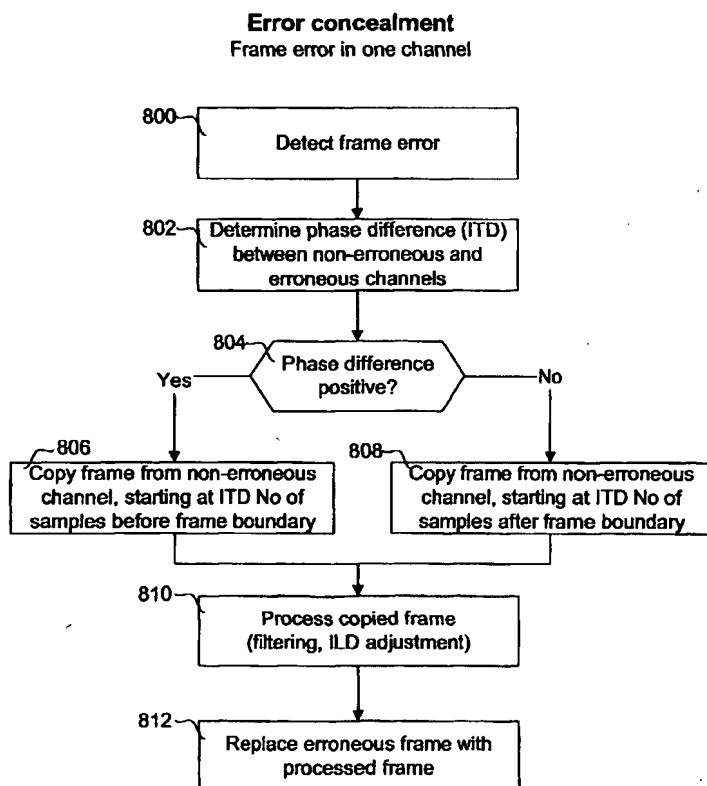 Error concealment
Frame error in one channel
800
Detect frame error
802
Determine phase difference (ITD)
between non-erroneous and
erroneous channels
804
Phase difference
positive?
Yes
No
806
Copy frame from non-erroneous
channel, starting at ITD No of
samples before frame boundary
808
Copy frame from non-erroneous
channel, starting at ITD No of
samples after frame boundary
810
Process copied frame
(filtering, ILD adjustment)
812
Replace erroneous frame with
processed frame